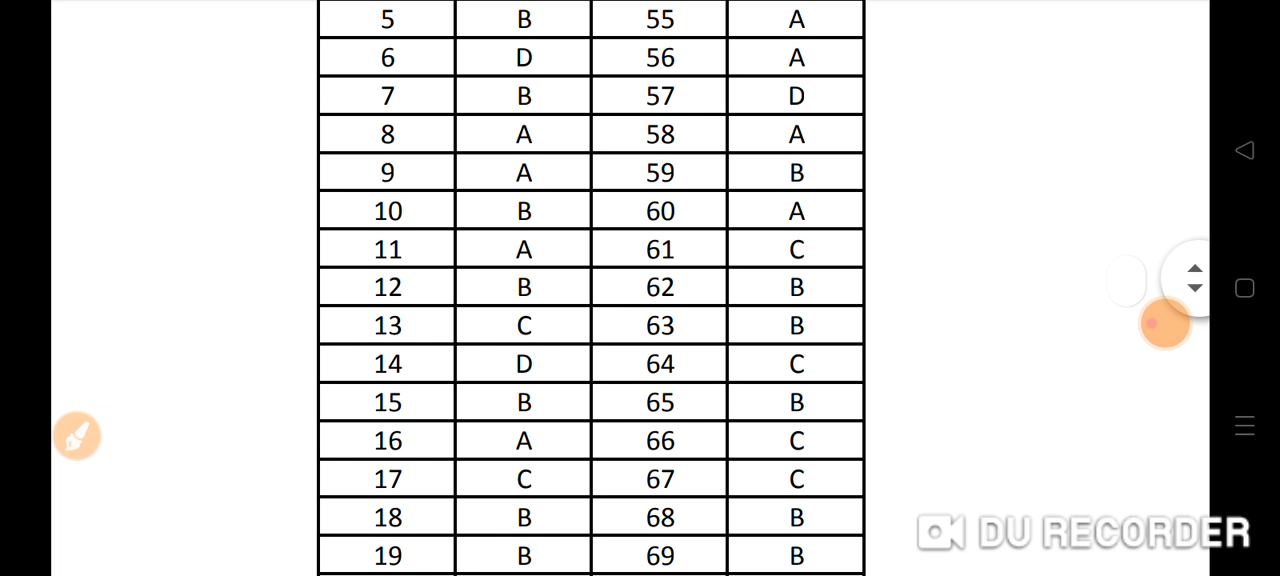 5 B 55 A
6 D 56 A
7 B 57 D
8 A 58 A
9 A 59 B
10 B 60 A
11 A 61 C
12 B 62 B
13 C 63 B
14 D 64 C
15 B 65 B
16 A 66 C
17 C 67 C
18 B 68 B
19 B 69 B
DU RECORDER